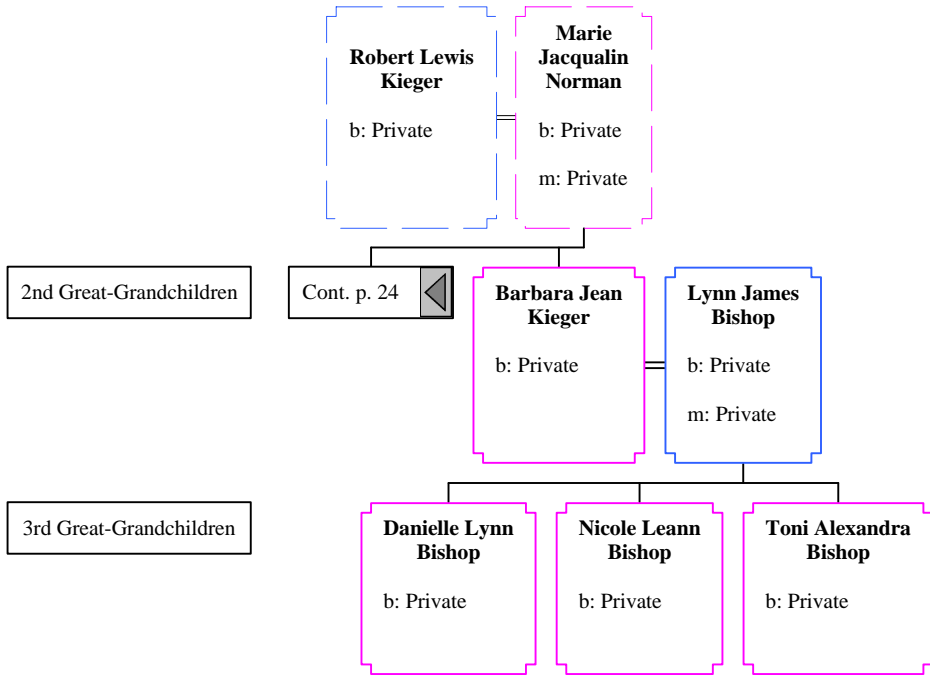 Robert Lewis
Kieger
b: Private
Marie
Jacqualin
Norman
b: Private
m: Private
2nd Great-Grandchildren
Cont. p. 24
Barbara Jean
Kieger
b: Private
Lynn James
Bishop
b: Private
m: Private
3rd Great-Grandchildren
Danielle Lynn
Bishop
b: Private
Nicole Leann
Bishop
b: Private
Toni Alexandra
Bishop
b: Private